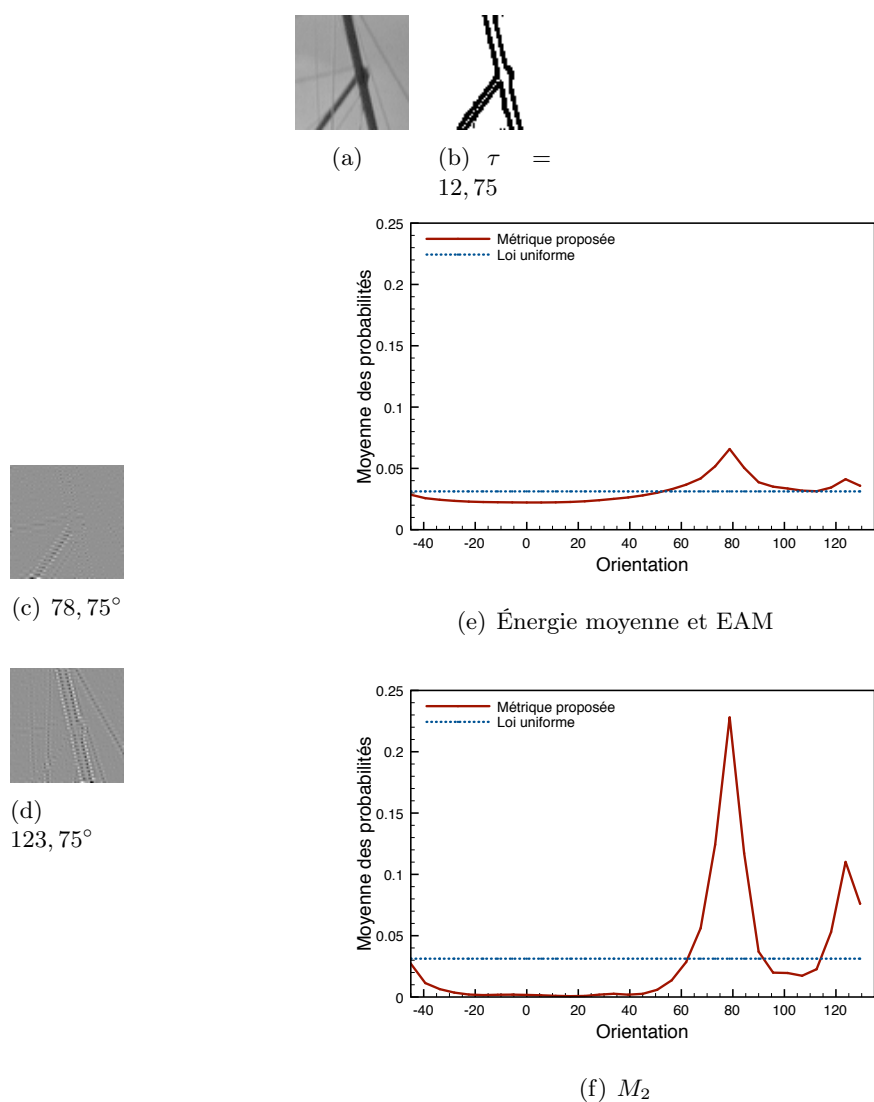 (a)
(b) τ =
12, 75
Métrique proposée
Loi uniforme
0.25
0.2
0.15
0.1
0.05
0
Moyenne des probabilités
-40 -20 0 20 40 60 80 100 120
Orientation
(c) 78, 75°
(e) Énergie moyenne et EAM
(d)
123, 75°
Métrique proposée
Loi uniforme
0.25
0.2
0.15
0.1
0.05
0
Moyenne des probabilités
-40 -20 0 20 40 60 80 100 120
Orientation
(f) M₂